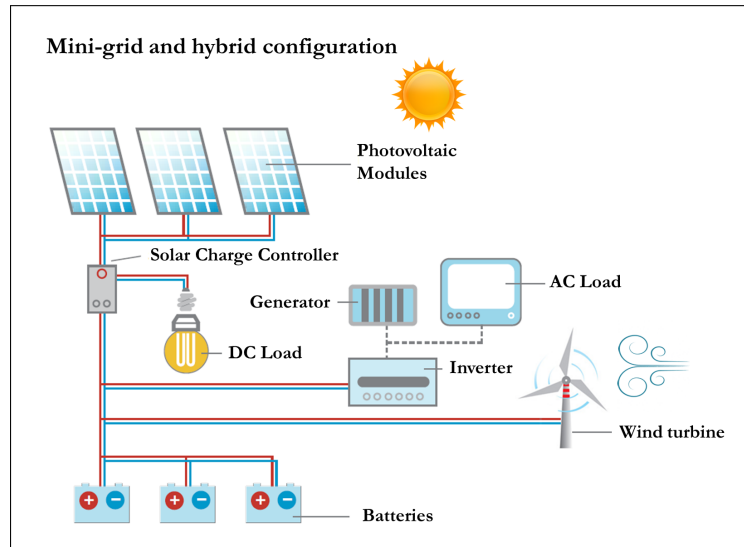 Mini-grid and hybrid configuration
Photovoltaic
Modules
Solar Charge Controller
Generator
AC Load
DC Load
Inverter
Wind turbine
+ − + − + −
Batteries